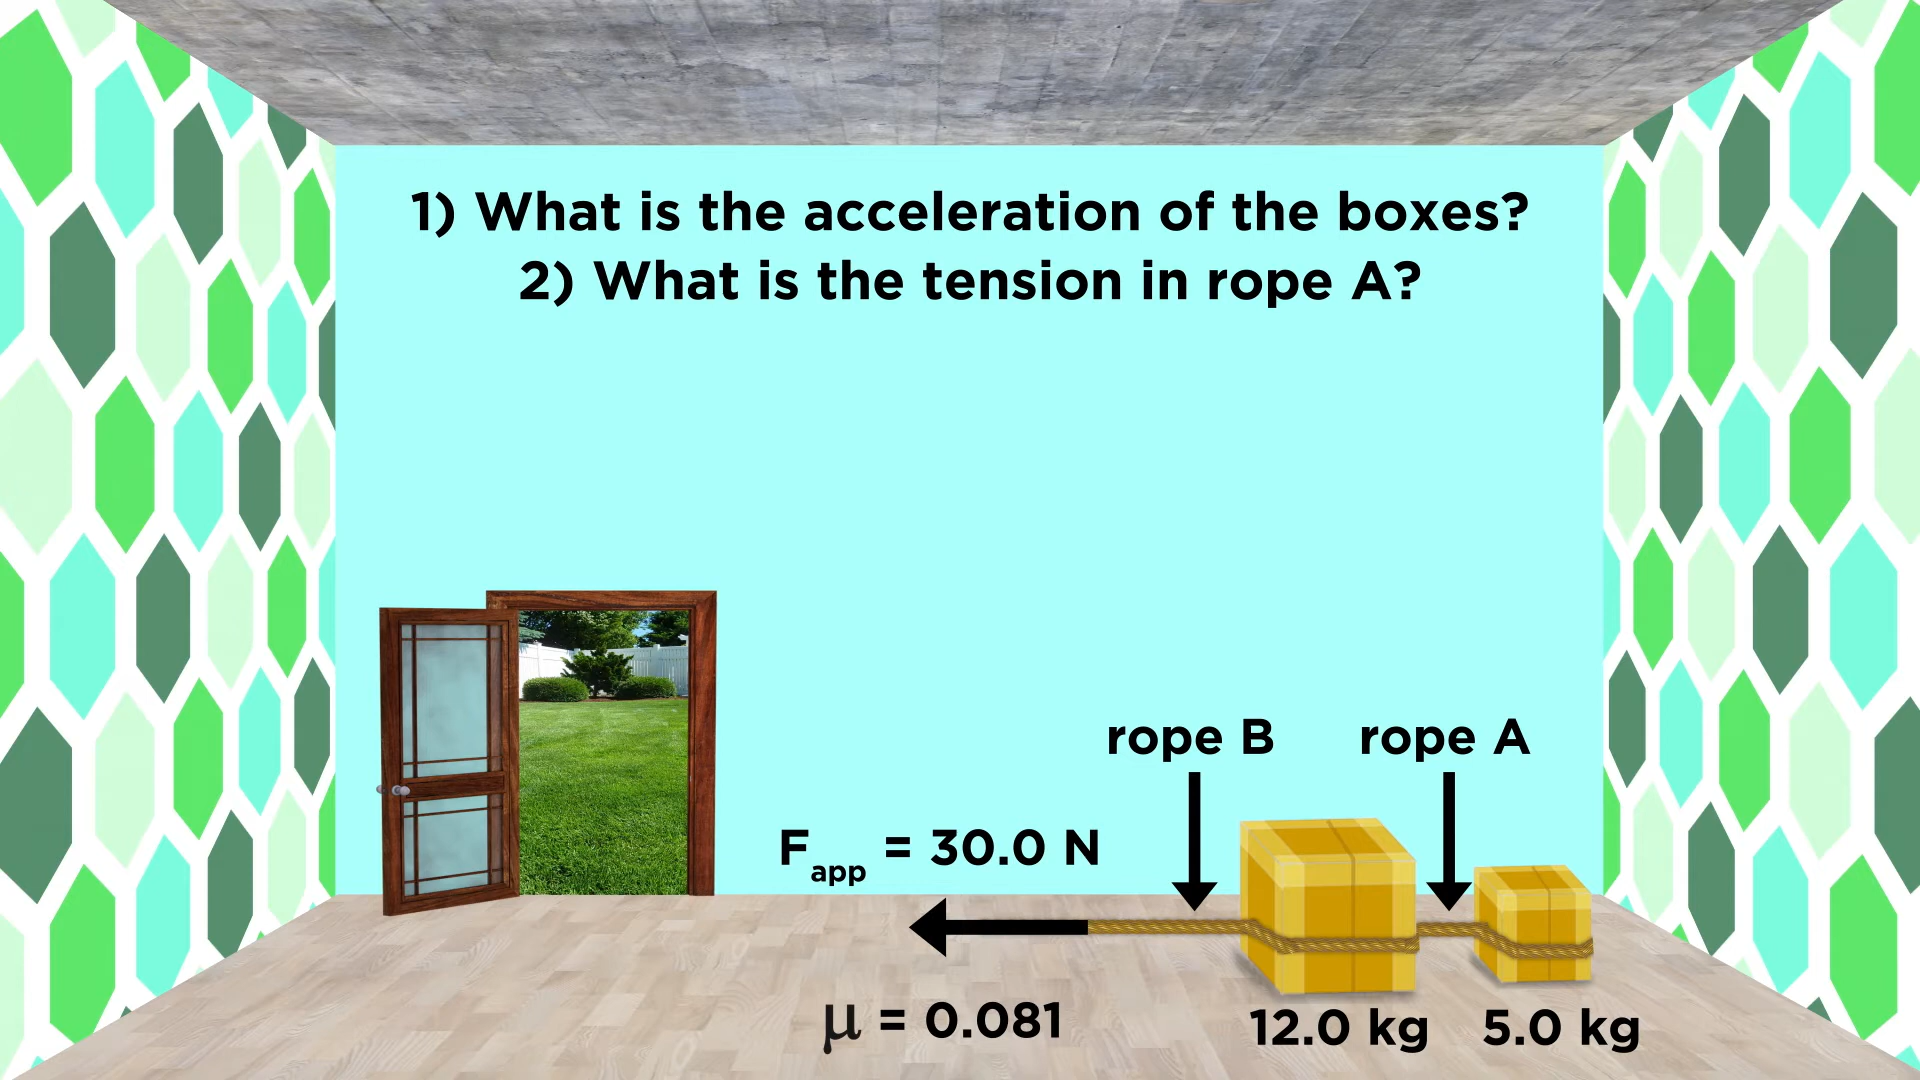 1) What is the acceleration of the boxes?
2) What is the tension in rope A?
rope B
rope A
Fapp = 30.0 N
μ = 0.081
12.0 kg
5.0 kg